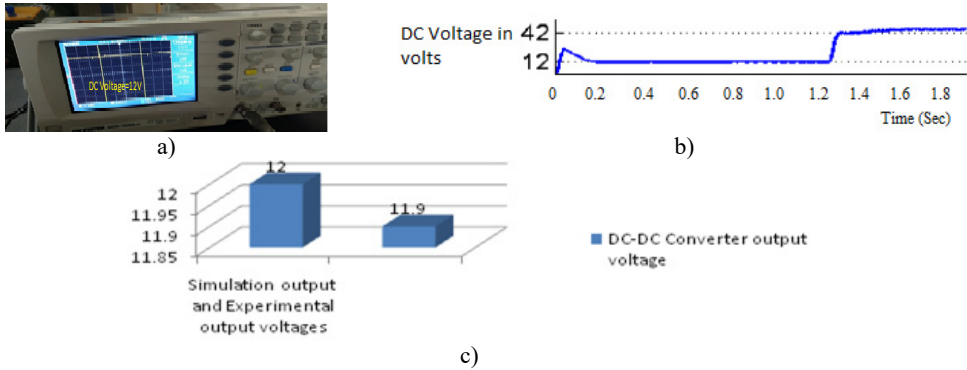 DC Voltage=12V
a)
DC Voltage in
volts
42
12
0 0.2 0.4 0.6 0.8 1.0 1.2 1.4 1.6 1.8
Time (Sec)
b)
12
11.9
12
11.95
11.9
11.85
Simulation output
and Experimental
output voltages
DC-DC Converter output
voltage
c)